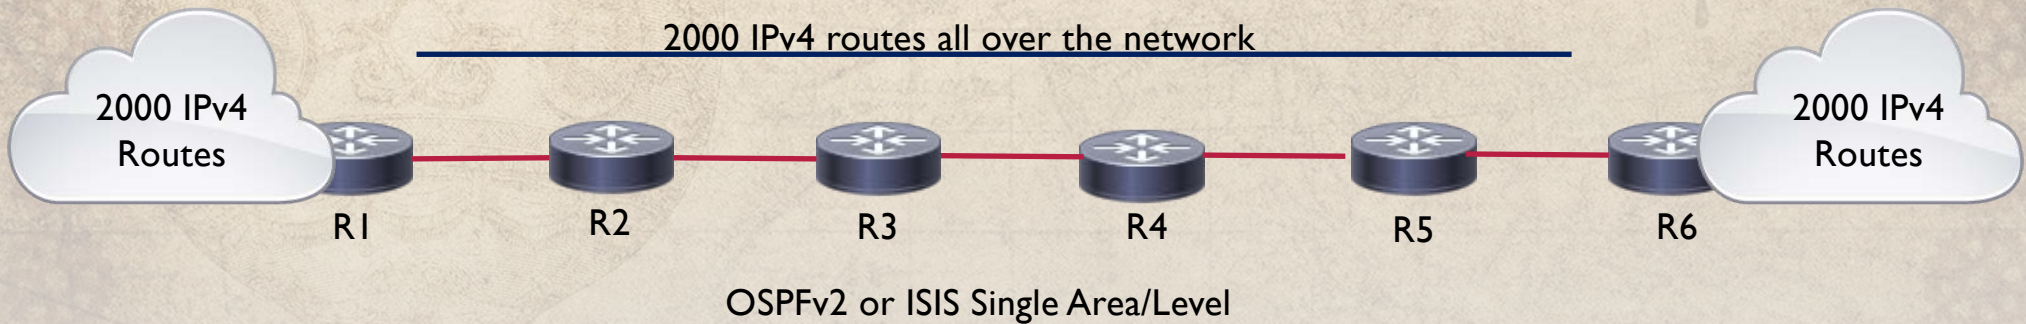 2000 IPv4 routes all over the network
2000 IPv4
Routes
2000 IPv4
Routes
R1
R2
R3
R4
R5
R6
OSPFv2 or ISIS Single Area/Level